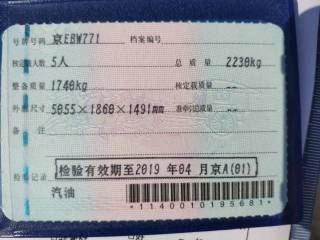 号牌号码 京EBW771 档案编号
核定载人数 5人 总质量 2230kg
整备质量 1740kg 核定载质量 --
外廓尺寸 5055×1860×1491mm 准牵引总质量 --
备注
检验记录 检验有效期至2019年04月京A(01)
汽油
*1140010195681*